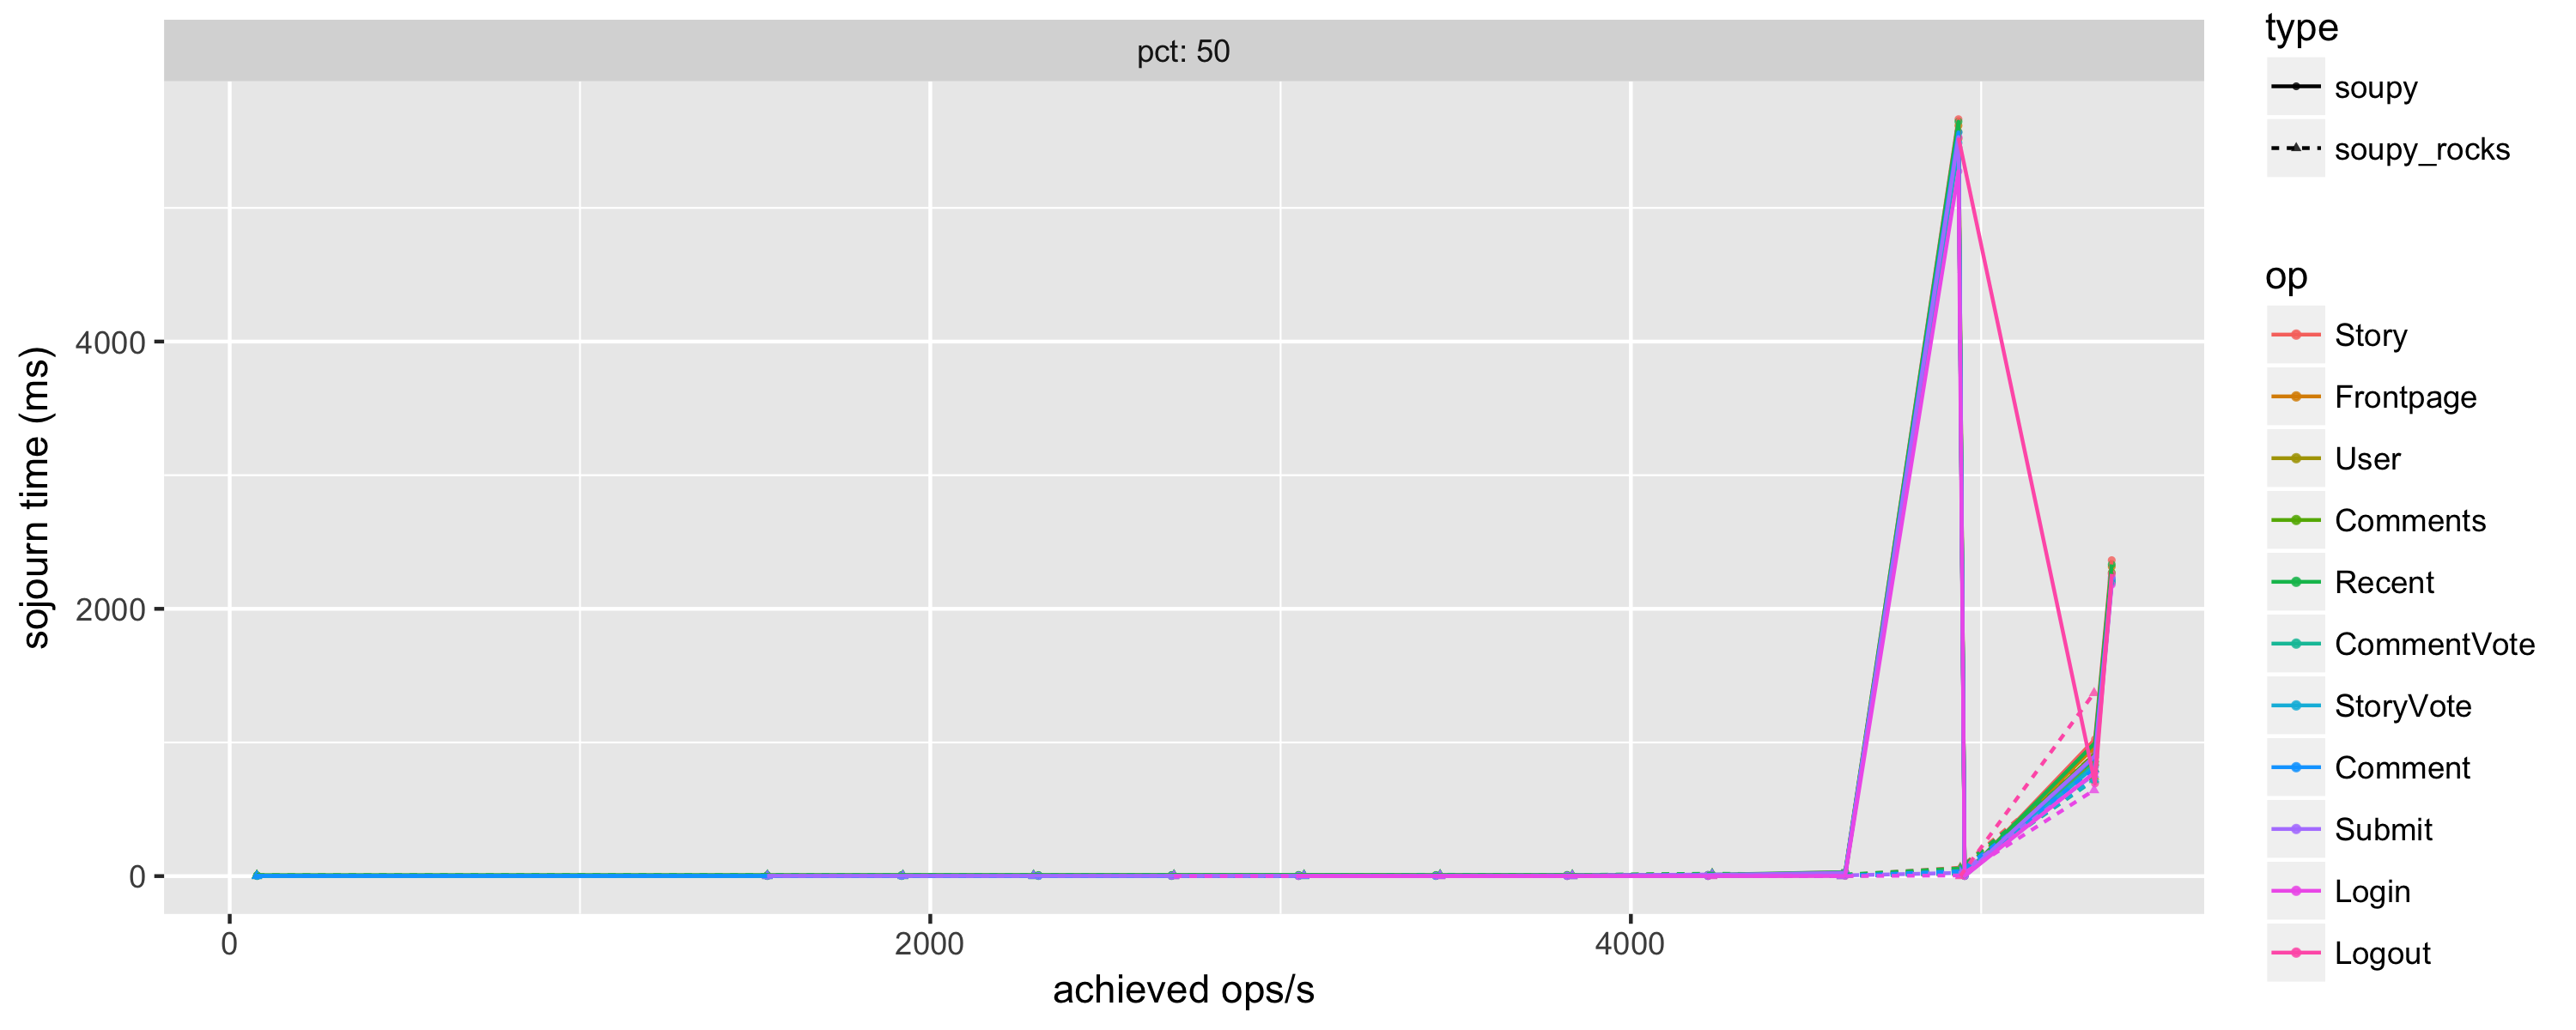 pct: 50
sojourn time (ms)
4000
2000
0
0
2000
4000
achieved ops/s
type
soupy
soupy_rocks
op
Story
Frontpage
User
Comments
Recent
CommentVote
StoryVote
Comment
Submit
Login
Logout